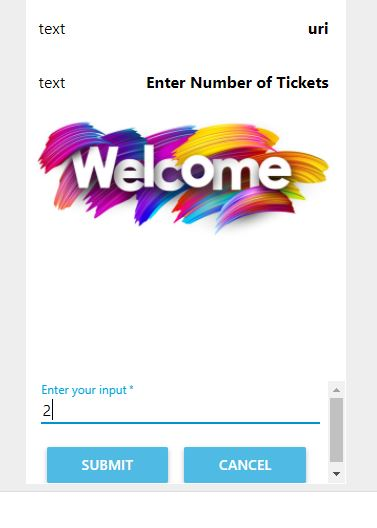 text uri
text Enter Number of Tickets
Welcome
Enter your input *
2
SUBMIT CANCEL